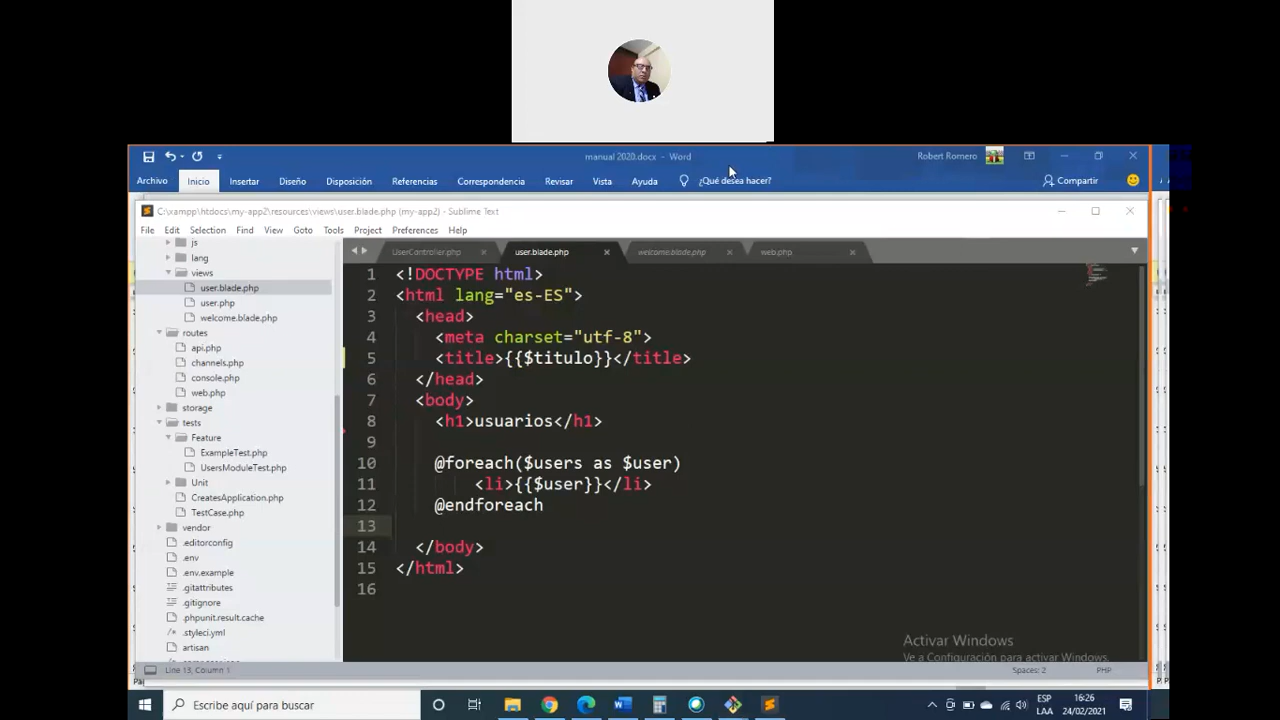 manual 2020.docx - Word
Robert Romero
Archivo Inicio Insertar Diseño Disposición Referencias Correspondencia Revisar Vista Ayuda ¿Qué desea hacer? Compartir
C:\xampp\htdocs\my-app2\resources\views\user.blade.php (my-app2) - Sublime Text
File Edit Selection Find View Goto Tools Project Preferences Help
UserController.php user.blade.php welcome.blade.php web.php
js
lang
views
user.blade.php
user.php
welcome.blade.php
routes
api.php
channels.php
console.php
web.php
storage
tests
Feature
ExampleTest.php
UsersModuleTest.php
Unit
CreatesApplication.php
TestCase.php
vendor
.editorconfig
.env
.env.example
.gitattributes
.gitignore
.phpunit.result.cache
.styleci.yml
artisan
1 <!DOCTYPE html>
2 <html lang="es-ES">
3 <head>
4 <meta charset="utf-8">
5 <title>{{$titulo}}</title>
6 </head>
7 <body>
8 <h1>usuarios</h1>
9
10 @foreach($users as $user)
11 <li>{{$user}}</li>
12 @endforeach
13
14 </body>
15 </html>
16
Activar Windows
Ve a Configuración para activar Windows.
Line 13, Column 1 Spaces: 2 PHP
Escribe aquí para buscar
ESP
LAA
16:26
24/02/2021